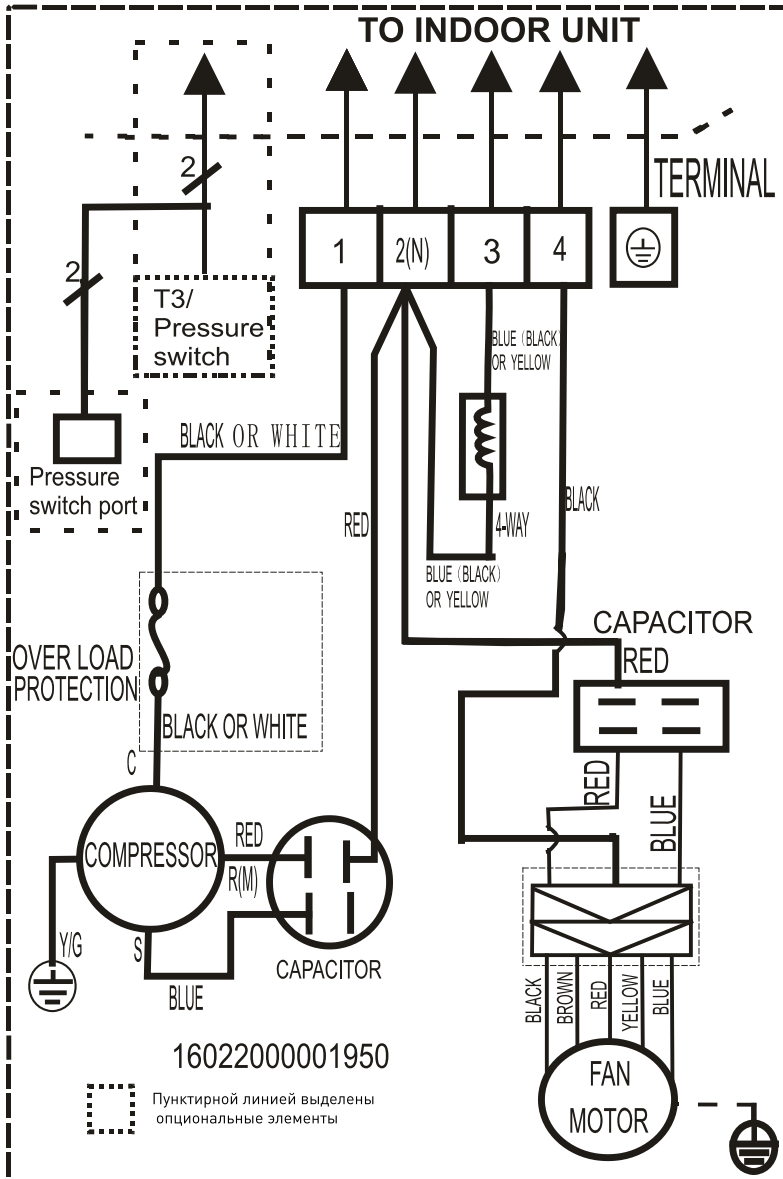 TO INDOOR UNIT
2
TERMINAL
1
2(N)
3
4
2
T3/
Pressure
switch
BLUE (BLACK)
OR YELLOW
BLACK OR WHITE
Pressure
switch port
RED
4-WAY
BLACK
BLUE (BLACK)
OR YELLOW
CAPACITOR
RED
OVER LOAD
PROTECTION
BLACK OR WHITE
C
RED
BLUE
COMPRESSOR
RED
R(M)
Y/G
S
BLUE
CAPACITOR
BLACK
BROWN
RED
YELLOW
BLUE
16022000001950
FAN
MOTOR
Пунктирной линией выделены
опциональные элементы